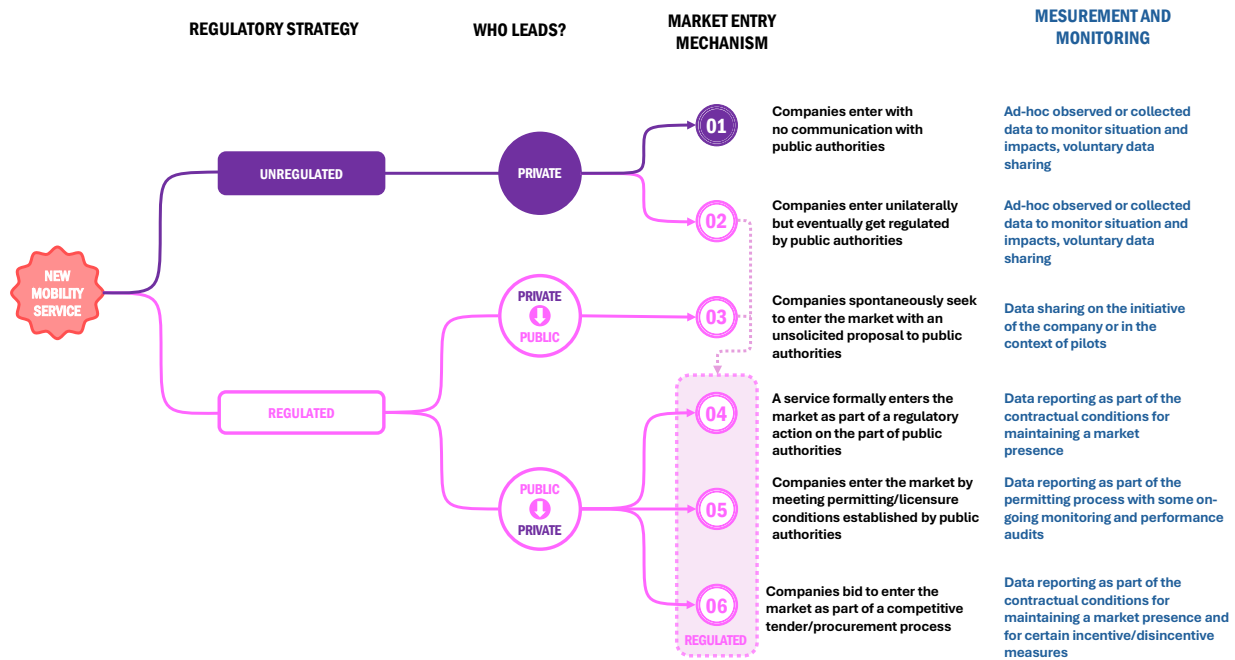 REGULATORY STRATEGY
WHO LEADS?
MARKET ENTRY
MECHANISM
MESUREMENT AND
MONITORING
NEW
MOBILITY
SERVICE
UNREGULATED
PRIVATE
01
Companies enter with
no communication with
public authorities
Ad-hoc observed or collected
data to monitor situation and
impacts, voluntary data
sharing
02
Companies enter unilaterally
but eventually get regulated
by public authorities
Ad-hoc observed or collected
data to monitor situation and
impacts, voluntary data
sharing
REGULATED
PRIVATE
PUBLIC
03
Companies spontaneously seek
to enter the market with an
unsolicited proposal to public
authorities
Data sharing on the initiative
of the company or in the
context of pilots
PUBLIC
PRIVATE
04
A service formally enters the
market as part of a regulatory
action on the part of public
authorities
Data reporting as part of the
contractual conditions for
maintaining a market
presence
05
Companies enter the market by
meeting permitting/licensure
conditions established by public
authorities
Data reporting as part of the
permitting process with some on-
going monitoring and performance
audits
06
Companies bid to enter the
market as part of a competitive
tender/procurement process
Data reporting as part of the
contractual conditions for
maintaining a market presence and
for certain incentive/disincentive
measures
REGULATED